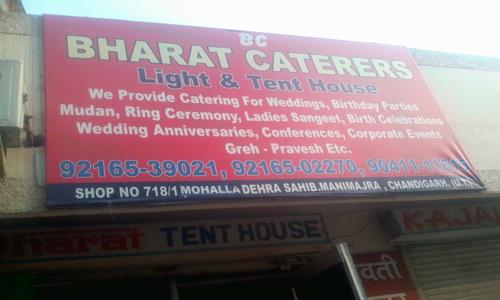 BC
BHARAT CATERERS
Light & Tent House
We Provide Catering For Weddings, Birthday Parties
Mudan, Ring Ceremony, Ladies Sangeet, Birth Celebrations
Wedding Anniversaries, Conferences, Corporate Events
Greh - Pravesh Etc.
92165-39021, 92165-02270,
SHOP NO 718/1 MOHALLA DEHRA SAHIB.MANIMAJRA, CHANDIGARH, (U.T.)
Bharat TENT HOUSE
KAJAL